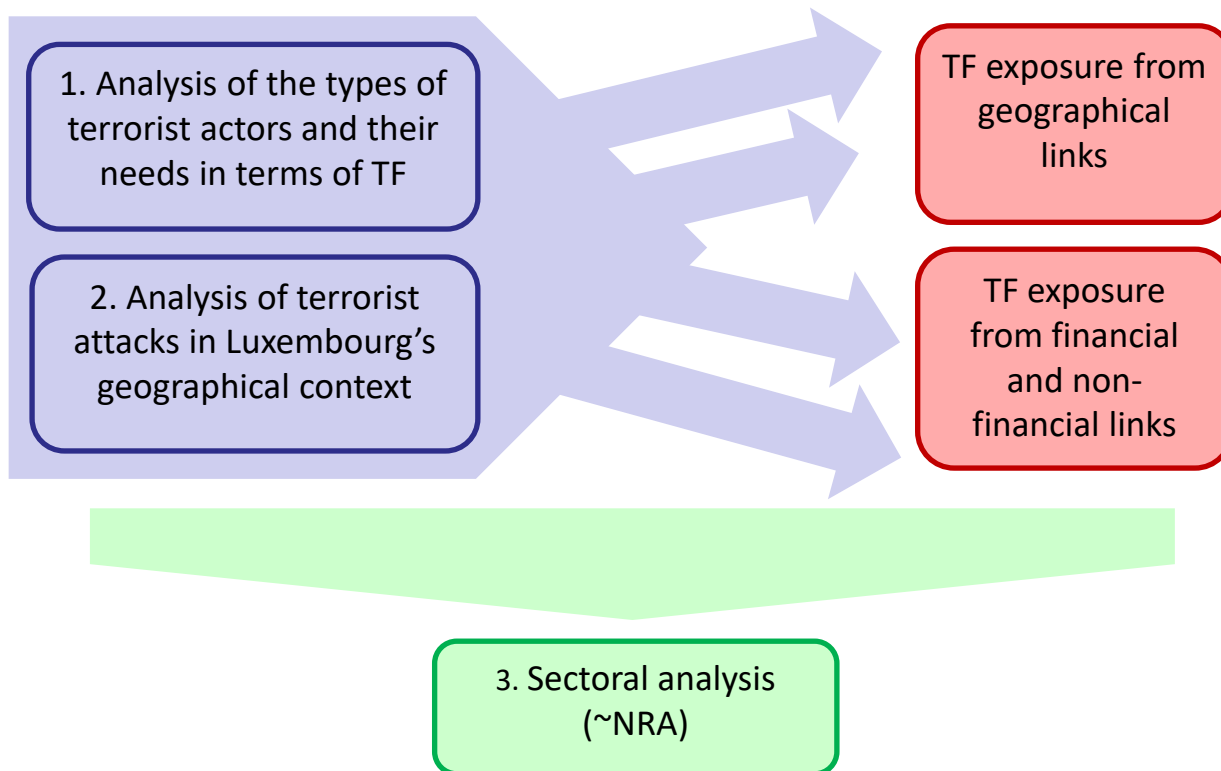 1. Analysis of the types of
terrorist actors and their
needs in terms of TF
2. Analysis of terrorist
attacks in Luxembourg’s
geographical context
TF exposure from
geographical
links
TF exposure
from financial
and non-
financial links
3. Sectoral analysis
(~NRA)